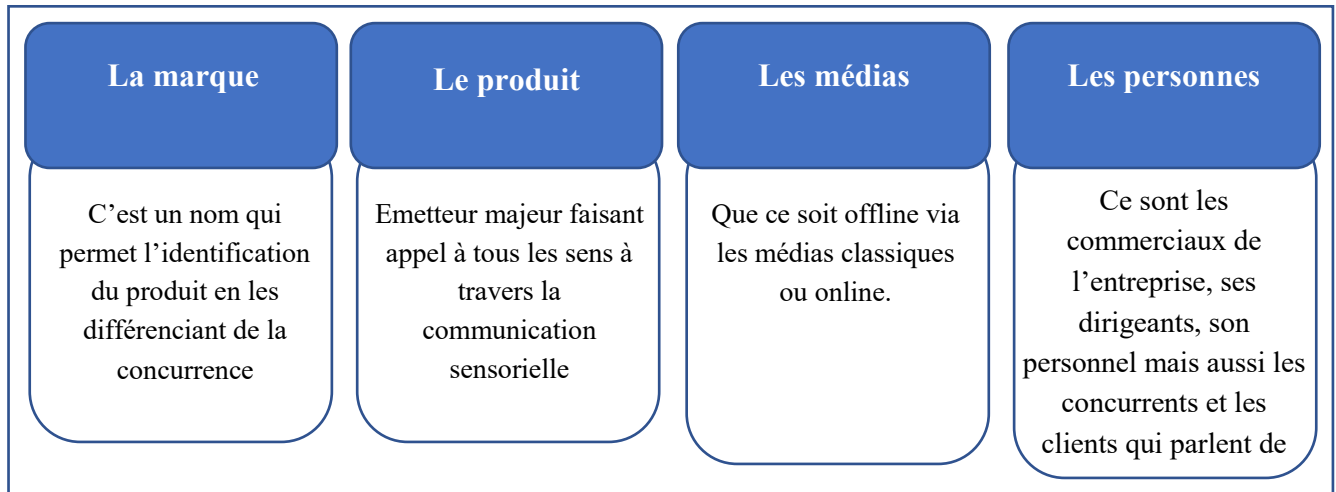 La marque
C’est un nom qui
permet l’identification
du produit en les
différenciant de la
concurrence
Le produit
Emetteur majeur faisant
appel à tous les sens à
travers la
communication
sensorielle
Les médias
Que ce soit offline via
les médias classiques
ou online.
Les personnes
Ce sont les
commerciaux de
l’entreprise, ses
dirigeants, son
personnel mais aussi les
concurrents et les
clients qui parlent de